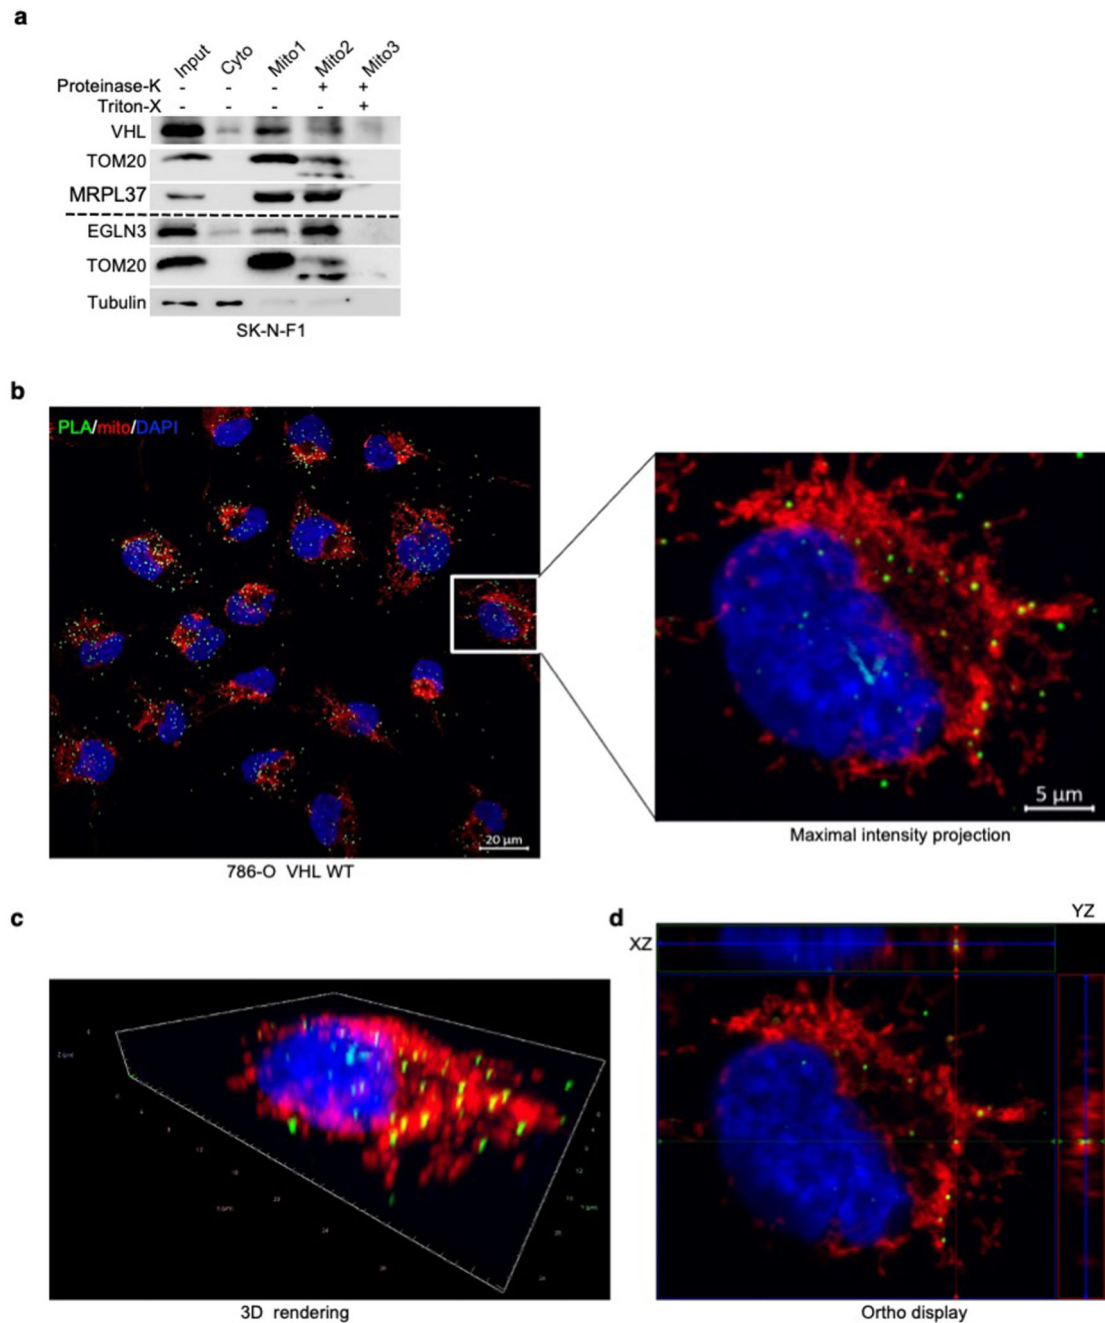 a
Input Cyto Mito1 Mito2 Mito3
Proteinase-K - - - + +
Triton-X - - - - +
VHL
TOM20
MRPL37
EGLN3
TOM20
Tubulin
SK-N-F1
b
PLA/mito/DAPI
20 µm
786-O VHL WT
5 µm
Maximal intensity projection
c
3D rendering
d
YZ
XZ
Ortho display